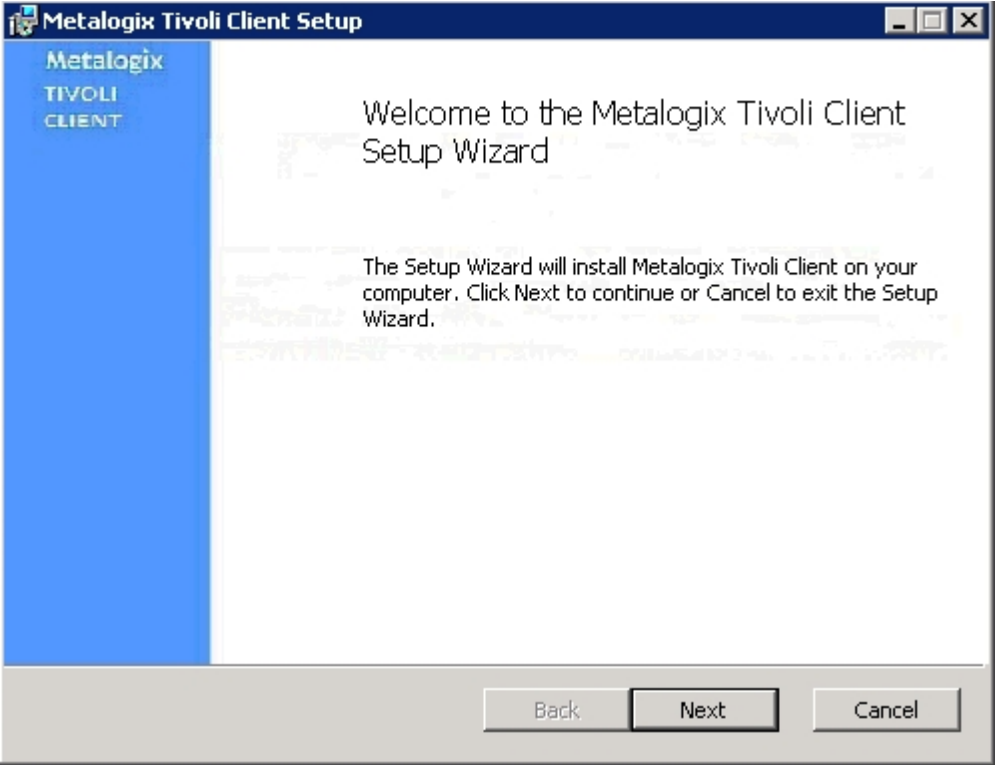 Metalogix Tivoli Client Setup
Metalogix
TIVOLI
CLIENT
Welcome to the Metalogix Tivoli Client
Setup Wizard
The Setup Wizard will install Metalogix Tivoli Client on your
computer. Click Next to continue or Cancel to exit the Setup
Wizard.
Back
Next
Cancel